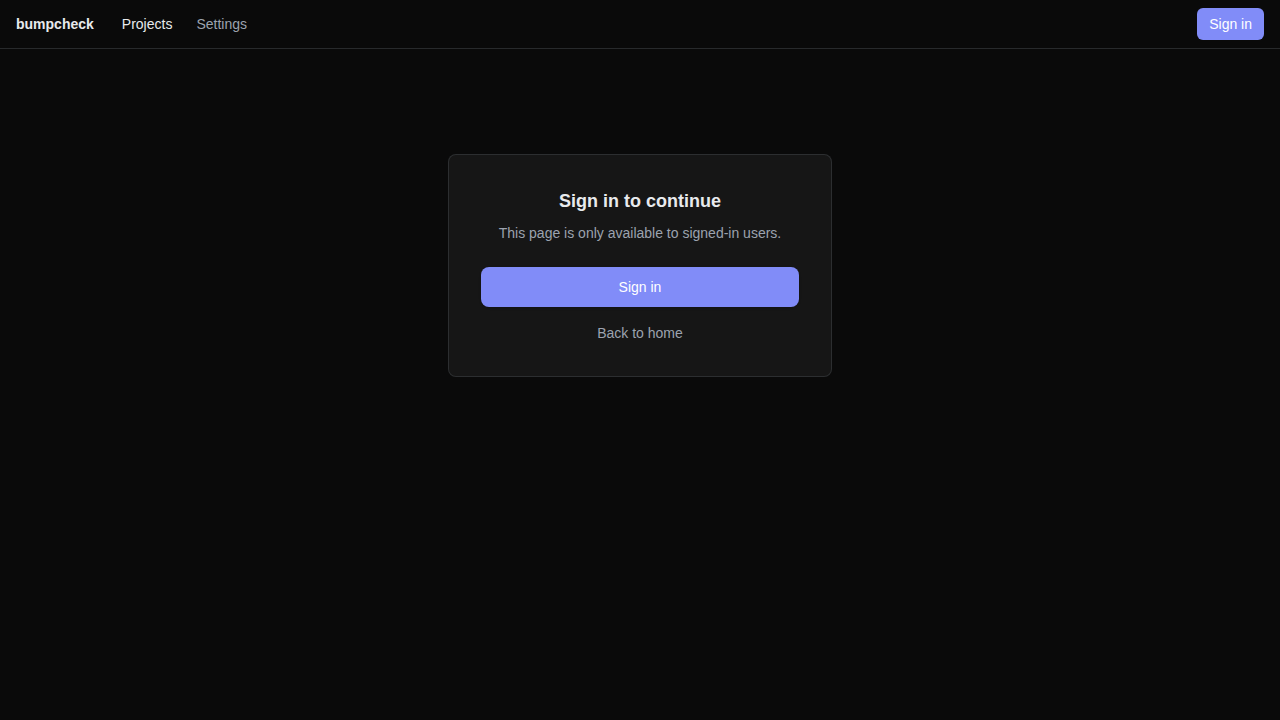 bumpcheck Projects Settings Sign in
Sign in to continue
This page is only available to signed-in users.
Sign in
Back to home